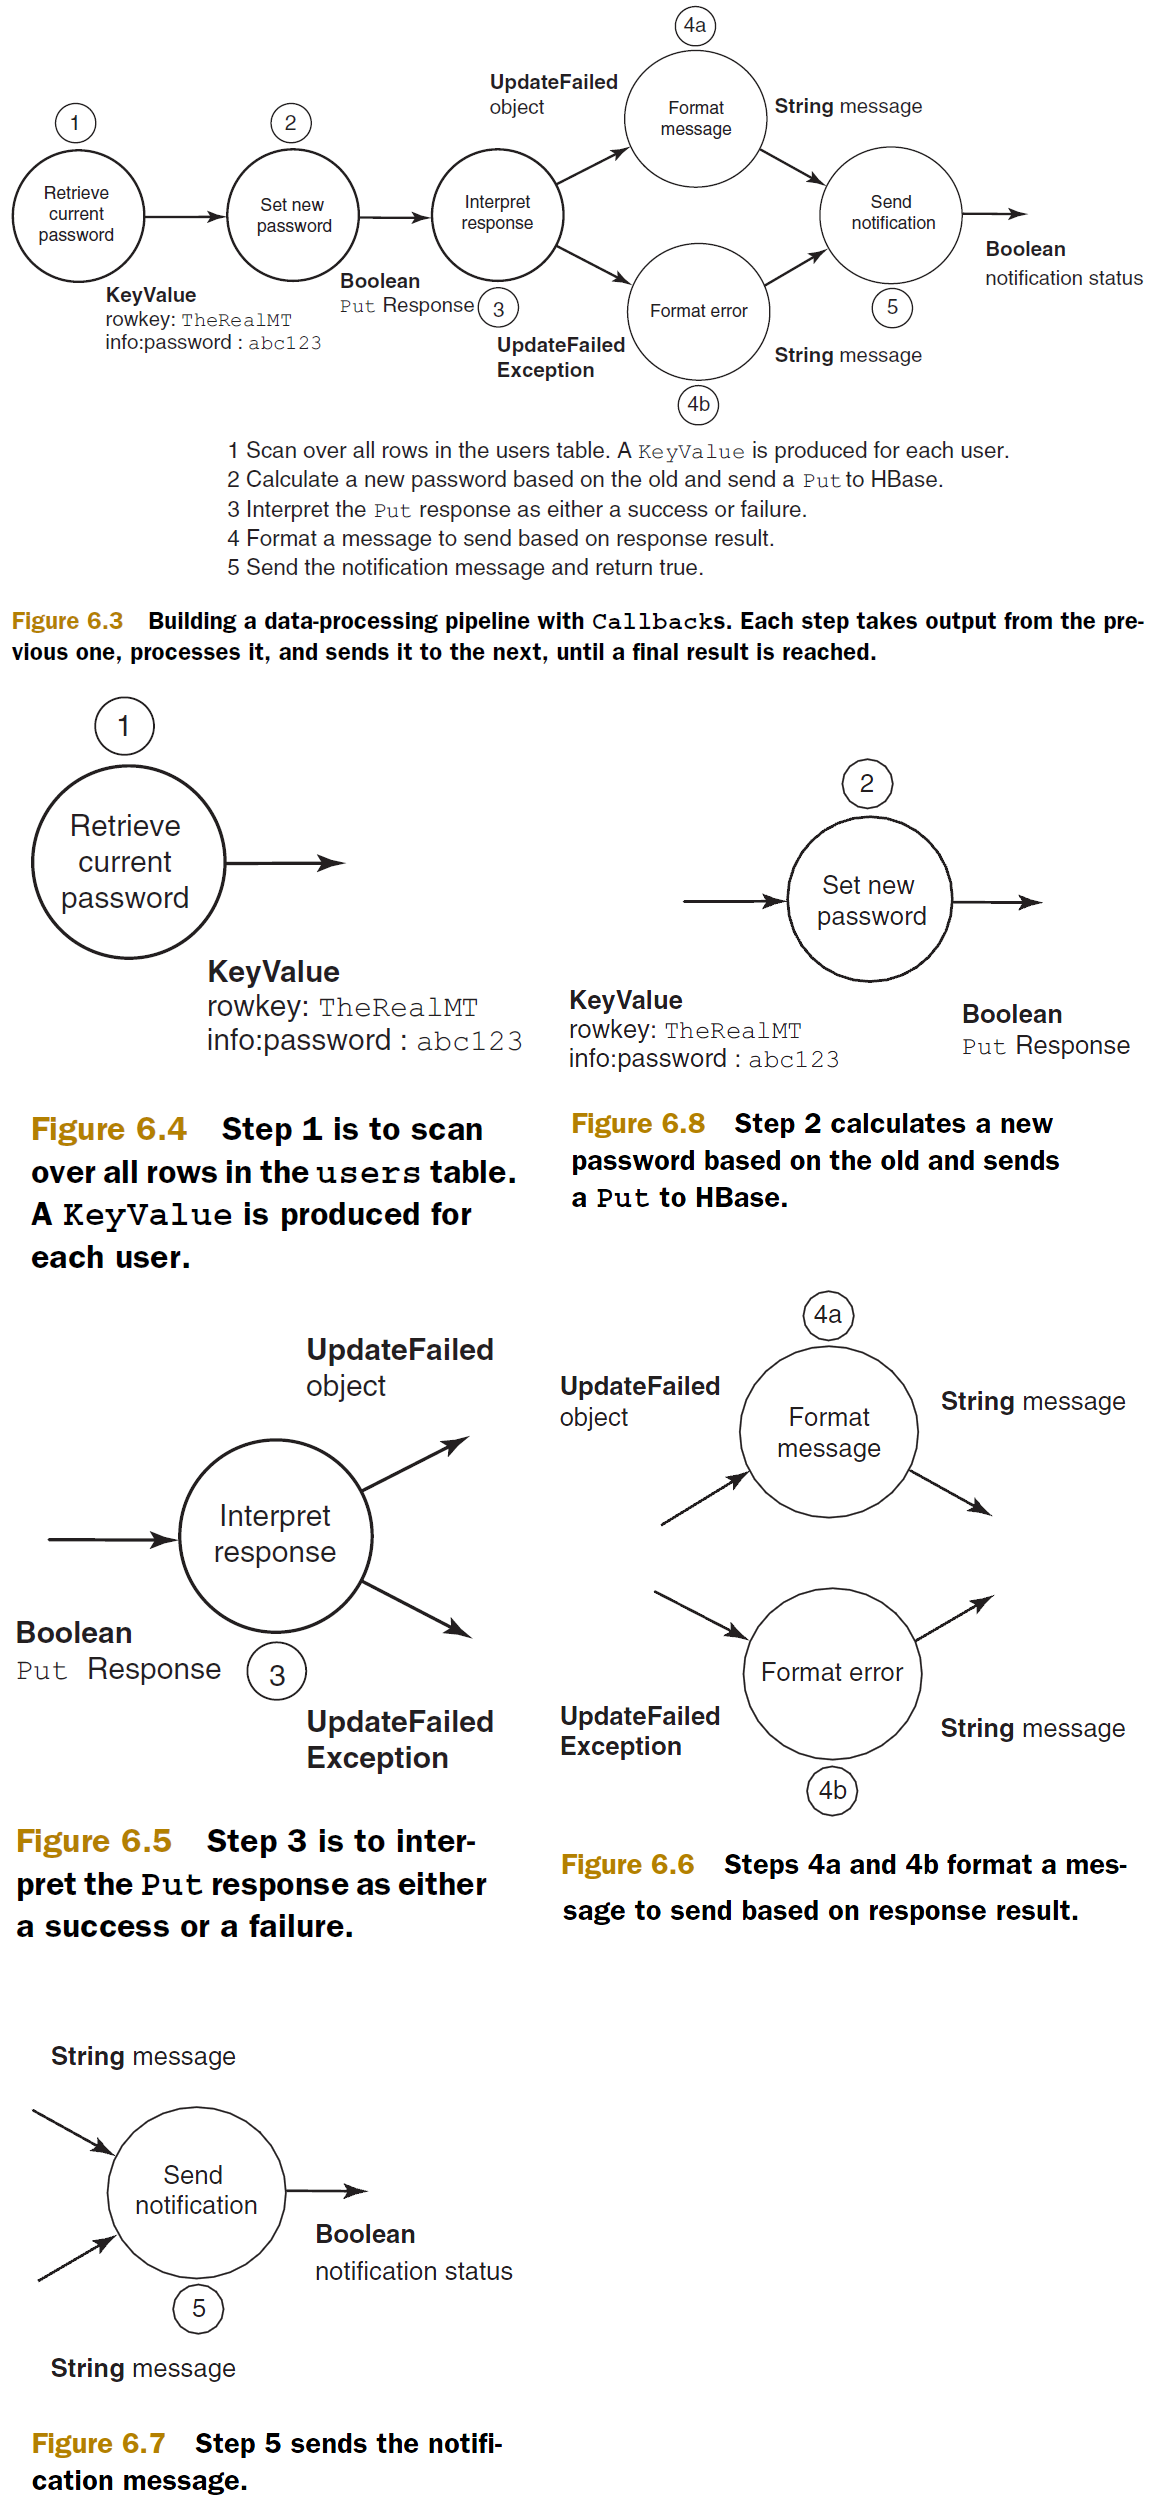 4a
UpdateFailed
object
Format
message
String message
1
2
Retrieve
current
password
Set new
password
Interpret
response
Send
notification
KeyValue
rowkey: TheRealMT
info:password : abc123
Boolean
Put Response
3
Format error
5
Boolean
notification status
UpdateFailed
Exception
String message
4b
1 Scan over all rows in the users table. A KeyValue is produced for each user.
2 Calculate a new password based on the old and send a Put to HBase.
3 Interpret the Put response as either a success or failure.
4 Format a message to send based on response result.
5 Send the notification message and return true.
Figure 6.3 Building a data-processing pipeline with Callbacks. Each step takes output from the pre-
vious one, processes it, and sends it to the next, until a final result is reached.
1
Retrieve
current
password
KeyValue
rowkey: TheRealMT
info:password : abc123
Figure 6.4 Step 1 is to scan
over all rows in the users table.
A KeyValue is produced for
each user.
2
Set new
password
KeyValue
rowkey: TheRealMT
info:password : abc123
Boolean
Put Response
Figure 6.8 Step 2 calculates a new
password based on the old and sends
a Put to HBase.
UpdateFailed
object
Interpret
response
Boolean
Put Response
3
UpdateFailed
Exception
Figure 6.5 Step 3 is to inter-
pret the Put response as either
a success or a failure.
4a
UpdateFailed
object
Format
message
String message
Format error
UpdateFailed
Exception
String message
4b
Figure 6.6 Steps 4a and 4b format a mes-
sage to send based on response result.
String message
Send
notification
Boolean
notification status
5
String message
Figure 6.7 Step 5 sends the notifi-
cation message.